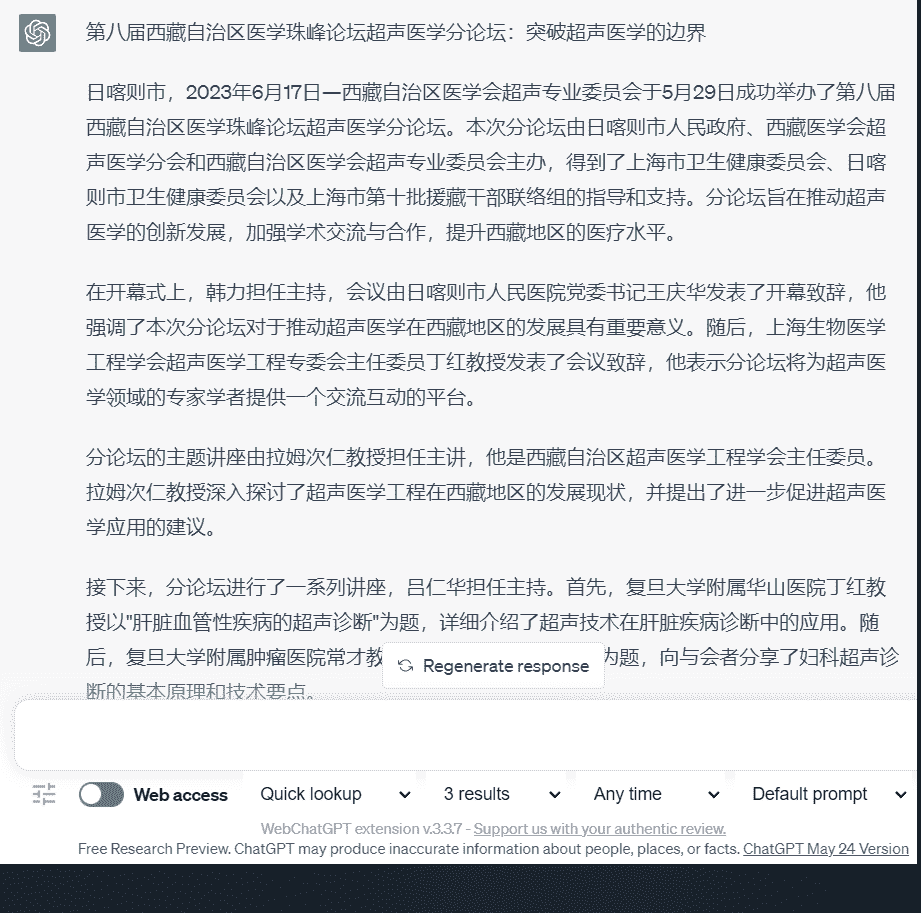 第八届西藏自治区医学珠峰论坛超声医学分论坛：突破超声医学的边界
日喀则市，2023年6月17日—西藏自治区医学会超声专业委员会于5月29日成功举办了第八届
西藏自治区医学珠峰论坛超声医学分论坛。本次分论坛由日喀则市人民政府、西藏医学会超
声医学分会和西藏自治区医学会超声专业委员会主办，得到了上海市卫生健康委员会、日喀
则市卫生健康委员会以及上海市第十批援藏干部联络组的指导和支持。分论坛旨在推动超声
医学的创新发展，加强学术交流与合作，提升西藏地区的医疗水平。
在开幕式上，韩力担任主持，会议由日喀则市人民医院党委书记王庆华发表了开幕致辞，他
强调了本次分论坛对于推动超声医学在西藏地区的发展具有重要意义。随后，上海生物医学
工程学会超声医学工程专委会主任委员丁红教授发表了会议致辞，他表示分论坛将为超声医
学领域的专家学者提供一个交流互动的平台。
分论坛的主题讲座由拉姆次仁教授担任主讲，他是西藏自治区超声医学工程学会主任委员。
拉姆次仁教授深入探讨了超声医学工程在西藏地区的发展现状，并提出了进一步促进超声医
学应用的建议。
接下来，分论坛进行了一系列讲座，吕仁华担任主持。首先，复旦大学附属华山医院丁红教
授以"肝脏血管性疾病的超声诊断"为题，详细介绍了超声技术在肝脏疾病诊断中的应用。随
后，复旦大学附属肿瘤医院常才教 Regenerate response 为题，向与会者分享了妇科超声诊
断的基本原理和技术要点。
Web access Quick lookup 3 results Any time Default prompt
WebChatGPT extension v.3.3.7 - Support us with your authentic review.
Free Research Preview. ChatGPT may produce inaccurate information about people, places, or facts. ChatGPT May 24 Version